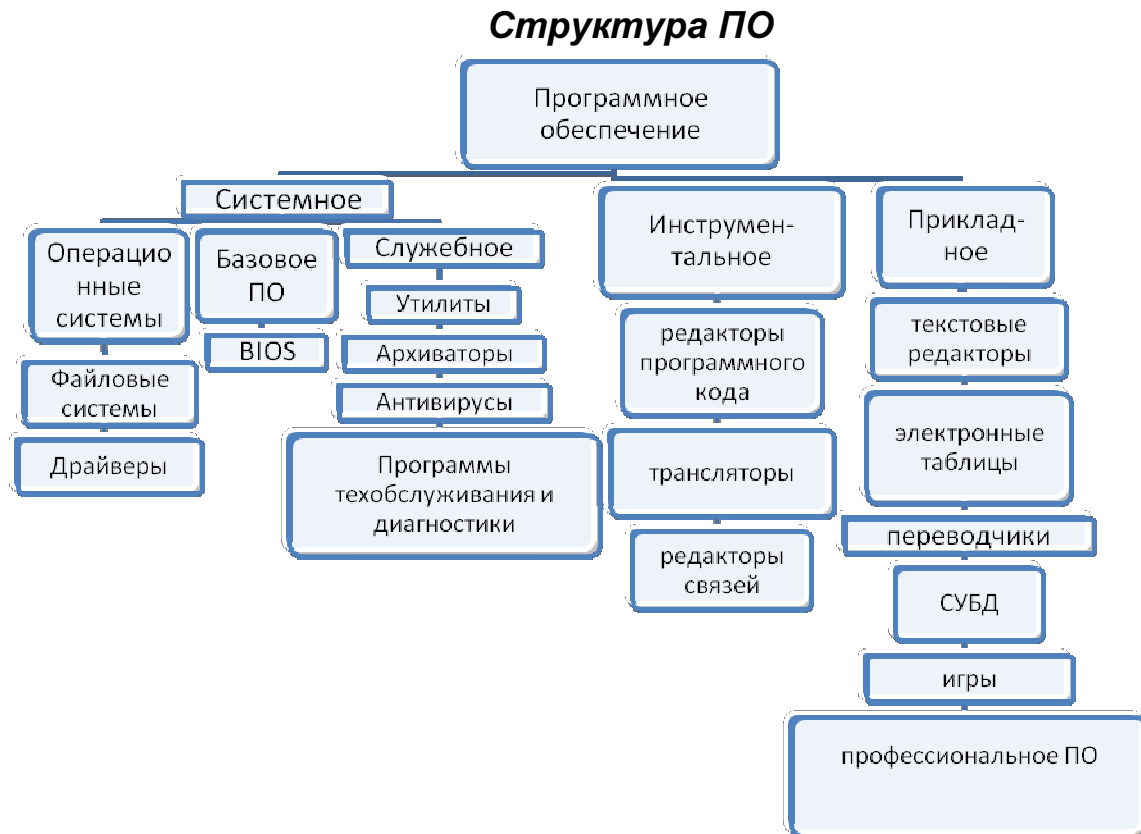 Структура ПО
Программное
обеспечение
Системное
Операцио
нные
системы
Файловые
системы
Драйверы
Базовое
ПО
BIOS
Служебное
Утилиты
Архиваторы
Антивирусы
Программы
техобслуживания и
диагностики
Инструмен-
тальное
редакторы
программного
кода
трансляторы
редакторы
связей
Приклад-
ное
текстовые
редакторы
электронные
таблицы
переводчики
СУБД
игры
профессиональное ПО